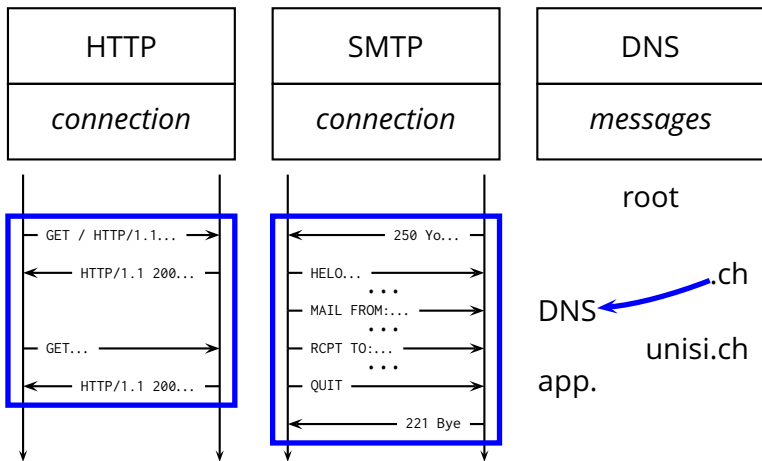 HTTP
connection
GET / HTTP/1.1...
HTTP/1.1 200...
GET...
HTTP/1.1 200...
SMTP
connection
250 Yo...
HELO...
...
MAIL FROM:...
...
RCPT TO:...
...
QUIT
221 Bye
DNS
messages
root
.ch
DNS
unisi.ch
app.